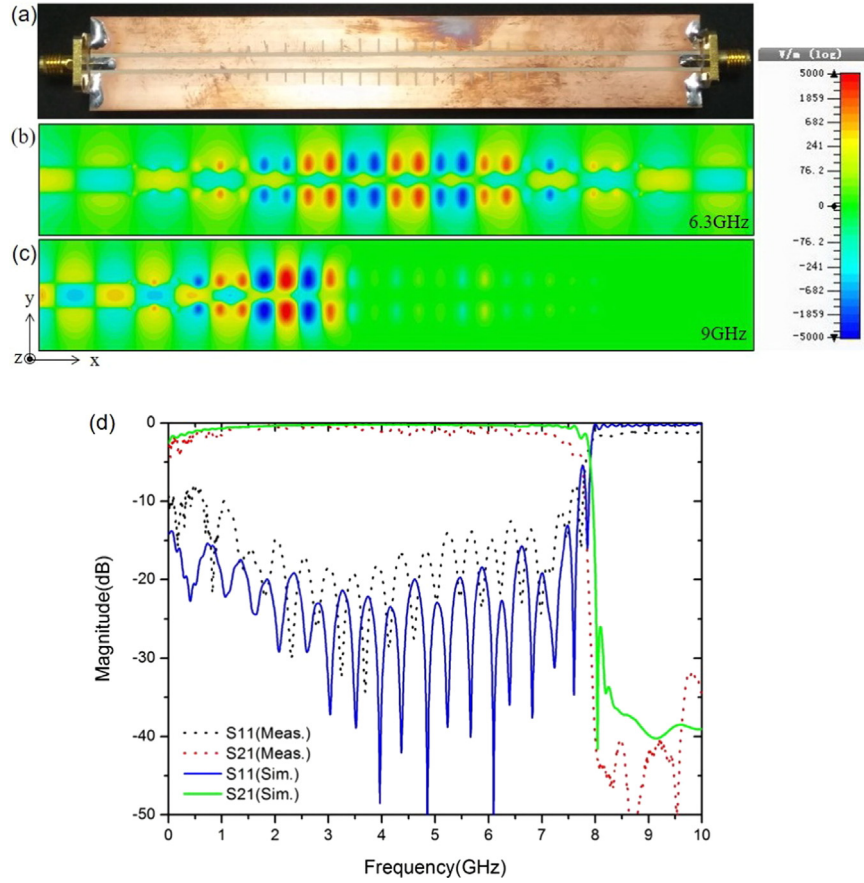 (a)
V/m (log)
5000
1859
641
241
76.2
0
-76.2
-241
-641
-1859
-5000
(b)
6.3GHz
(c)
9GHz
y
z
x
(d)
0
-10
-20
-30
-40
-50
Magnitude(dB)
S11(Meas.)
S21(Meas.)
S11(Sim.)
S21(Sim.)
0 1 2 3 4 5 6 7 8 9 10
Frequency(GHz)